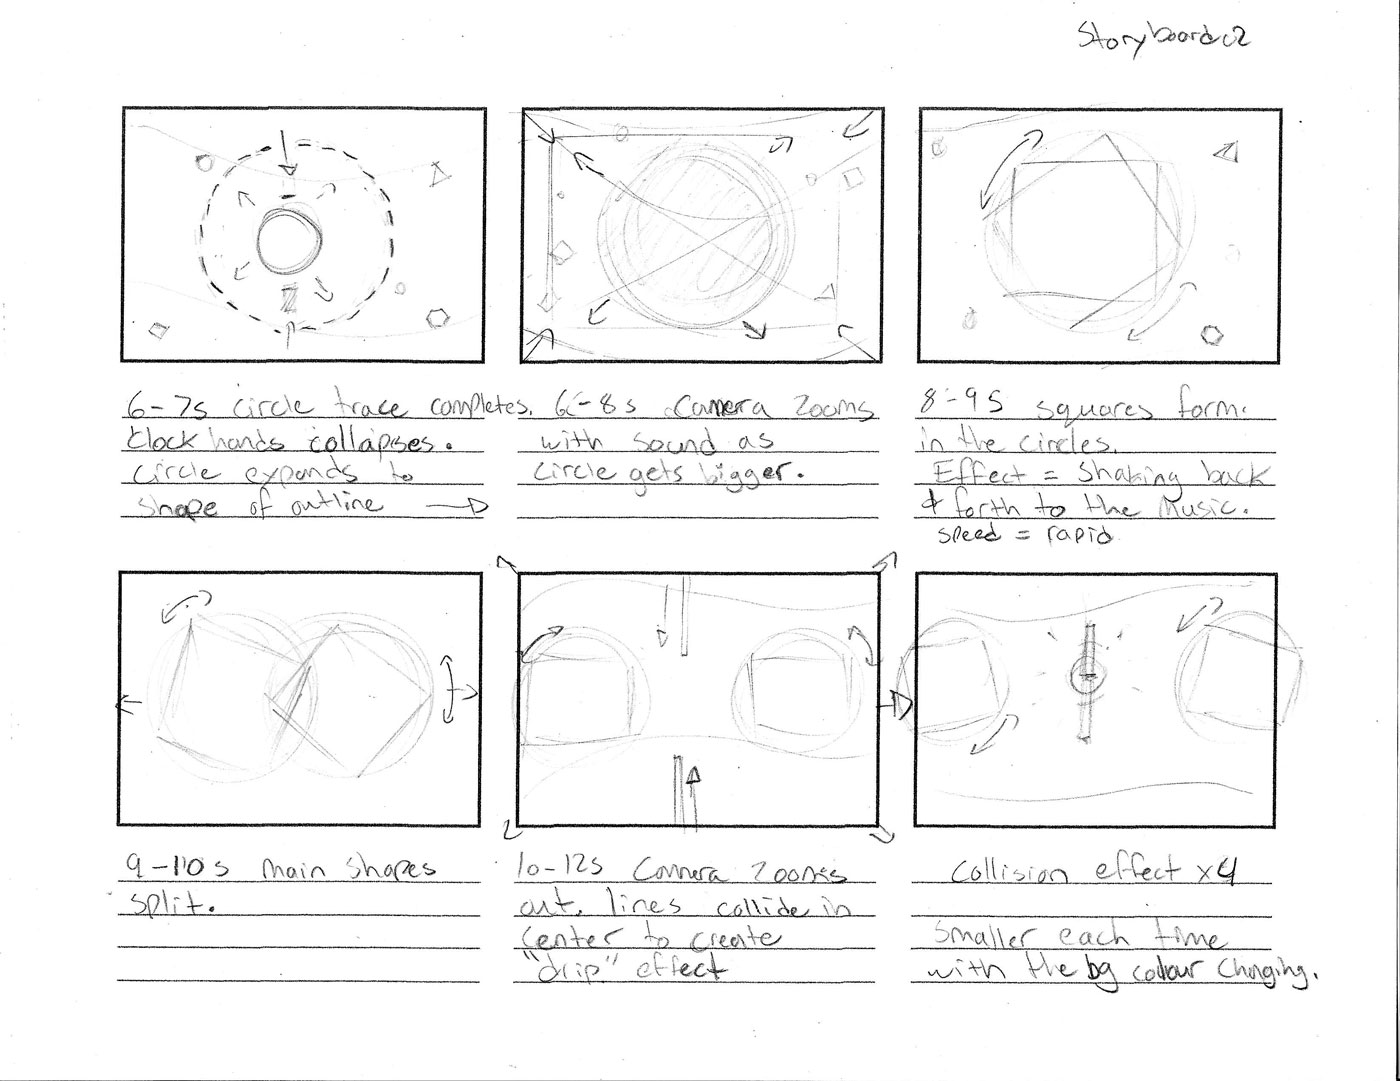 Storyboard 02
6-7s circle trace completes.
Clock hands collapses.
circle expands to
shape of outline
6-8s Camera zooms
with sound as
circle gets bigger.
8-9s squares form
in the circles.
Effect = Shaking back
& forth to the Music.
speed = rapid
9-10s main shapes
split.
10-12s Camera zooms
out. lines collide in
center to create
"drip" effect
Collision effect x4
smaller each time
with the bg colour changing.